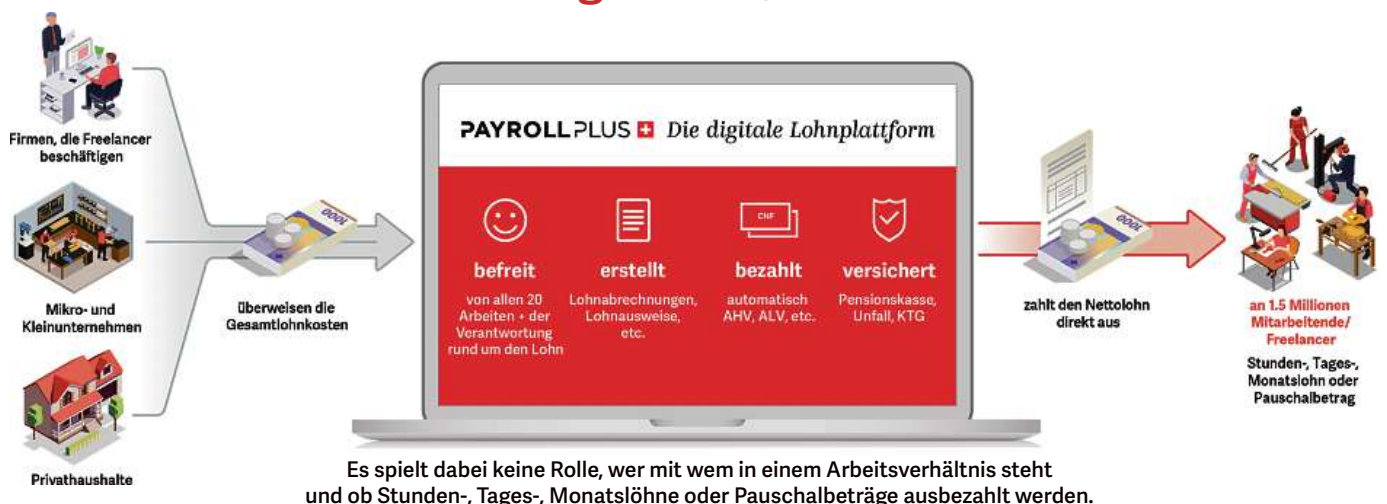 Firmen, die Freelancer
beschäftigen
Mikro- und
Kleinunternehmen
Privathaushalte
überweisen die
Gesamtlohnkosten
1000
PAYROLLPLUS Die digitale Lohnplattform
befreit
von allen 20
Arbeiten + der
Verantwortung
rund um den Lohn
erstellt
Lohnabrechnungen,
Lohnausweise,
etc.
CHF
bezahlt
automatisch
AHV, ALV, etc.
versichert
Pensionskasse,
Unfall, KTG
1000
zahlt den Nettolohn
direkt aus
an 1.5 Millionen
Mitarbeitende/
Freelancer
Stunden-, Tages-,
Monatslohn oder
Pauschalbetrag
Es spielt dabei keine Rolle, wer mit wem in einem Arbeitsverhältnis steht
und ob Stunden-, Tages-, Monatslöhne oder Pauschalbeträge ausbezahlt werden.